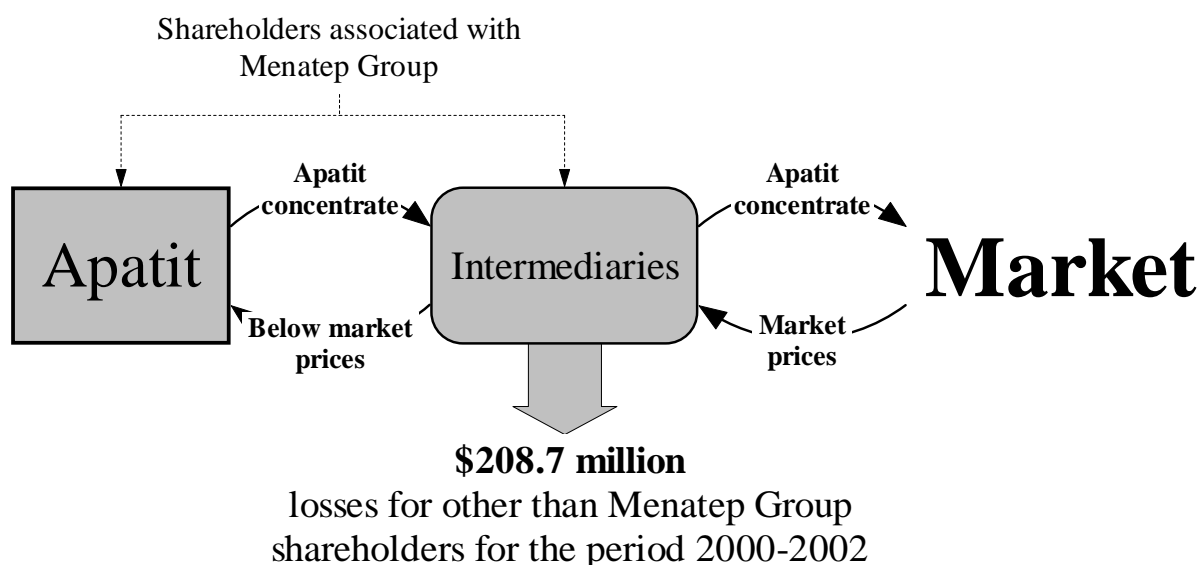 Shareholders associated with
Menatep Group
Apatit
concentrate
Apatit
concentrate
Apatit
Intermediaries
Market
Below market
prices
Market
prices
$208.7 million
losses for other than Menatep Group
shareholders for the period 2000-2002